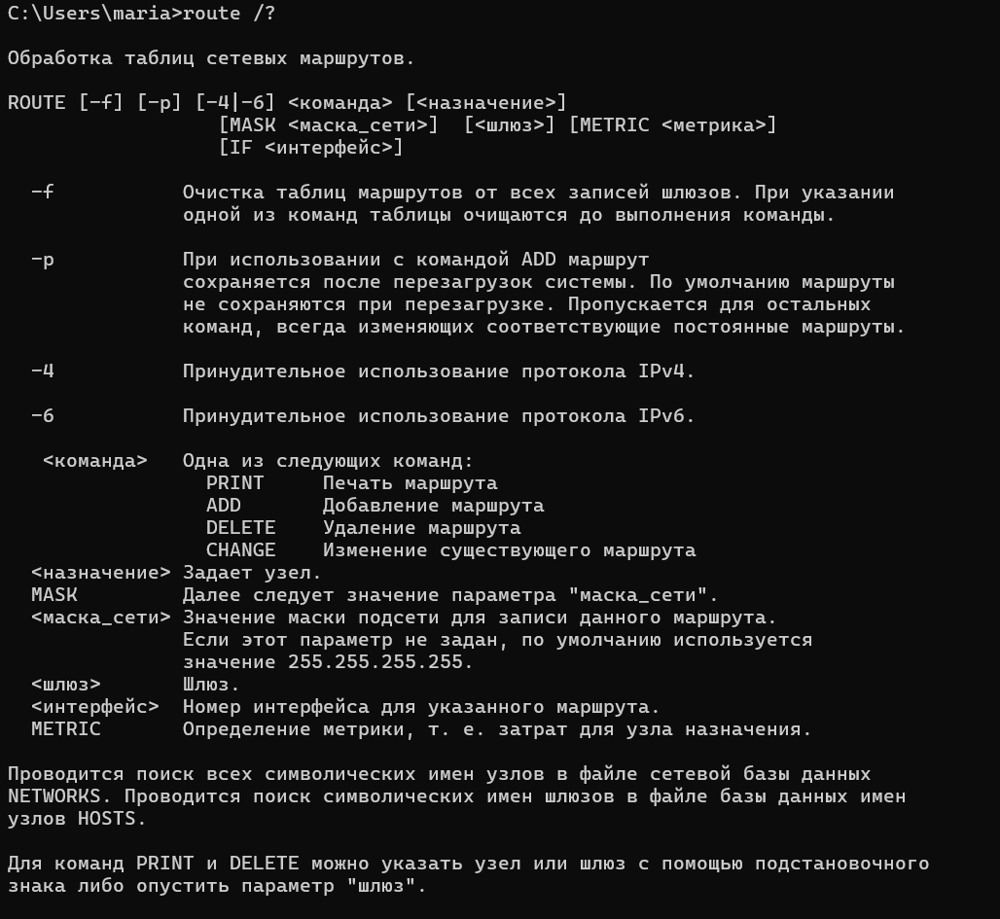 C:\Users\maria>route /?
Обработка таблиц сетевых маршрутов.
ROUTE [-f] [-p] [-4|-6] <команда> [<назначение>]
[MASK <маска_сети>]  [<шлюз>] [METRIC <метрика>]
[IF <интерфейс>]
-f           Очистка таблиц маршрутов от всех записей шлюзов. При указании
одной из команд таблицы очищаются до выполнения команды.
-p           При использовании с командой ADD маршрут
сохраняется после перезагрузок системы. По умолчанию маршруты
не сохраняются при перезагрузке. Пропускается для остальных
команд, всегда изменяющих соответствующие постоянные маршруты.
-4           Принудительное использование протокола IPv4.
-6           Принудительное использование протокола IPv6.
<команда>   Одна из следующих команд:
PRINT     Печать маршрута
ADD       Добавление маршрута
DELETE    Удаление маршрута
CHANGE    Изменение существующего маршрута
<назначение> Задает узел.
MASK         Далее следует значение параметра "маска_сети".
<маска_сети> Значение маски подсети для записи данного маршрута.
Если этот параметр не задан, по умолчанию используется
значение 255.255.255.255.
<шлюз>       Шлюз.
<интерфейс>  Номер интерфейса для указанного маршрута.
METRIC       Определение метрики, т. е. затрат для узла назначения.
Проводится поиск всех символических имен узлов в файле сетевой базы данных
NETWORKS. Проводится поиск символических имен шлюзов в файле базы данных имен
узлов HOSTS.
Для команд PRINT и DELETE можно указать узел или шлюз с помощью подстановочного
знака либо опустить параметр "шлюз".